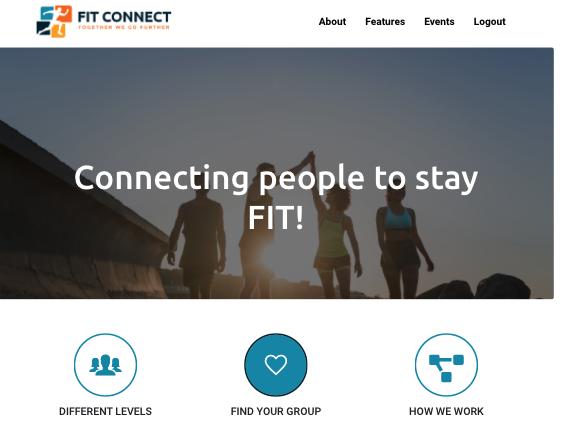 FIT CONNECT
TOGETHER WE GO FURTHER
About Features Events Logout
Connecting people to stay
FIT!
DIFFERENT LEVELS FIND YOUR GROUP HOW WE WORK